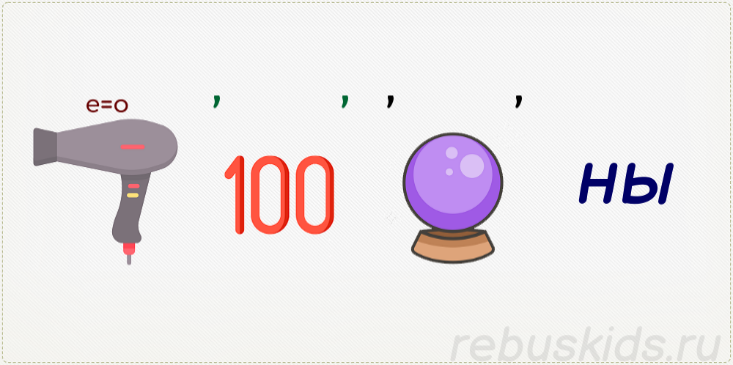 е=о
, , , ,
100
ны
rebuskids.ru